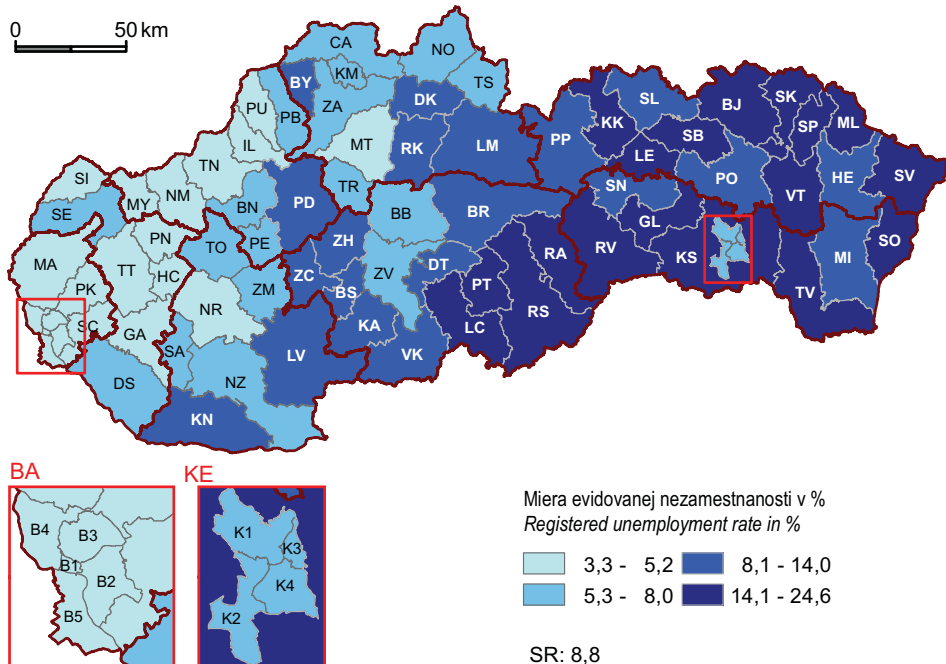 0 50 km
CA NO
BY KM TS
PU PB ZA DK SL BJ SK
IL MT RK LM PP KK SB SP ML
TN LE
SI MY NM TR PO HE SV
SE BN PD BB BR SN VT
PN TO PE ZH GL
MA TT HC ZC ZV DT RA RV KS SO
PK ZM BS PT MI
SC GA NR KA LC RS TV
SA LV VK
DS NZ
KN
BA KE
B4 B3 K1
B1 K3
B2 K4
B5 K2
Miera evidovanej nezamestnanosti v %
Registered unemployment rate in %
3,3 - 5,2 8,1 - 14,0
5,3 - 8,0 14,1 - 24,6
SR: 8,8